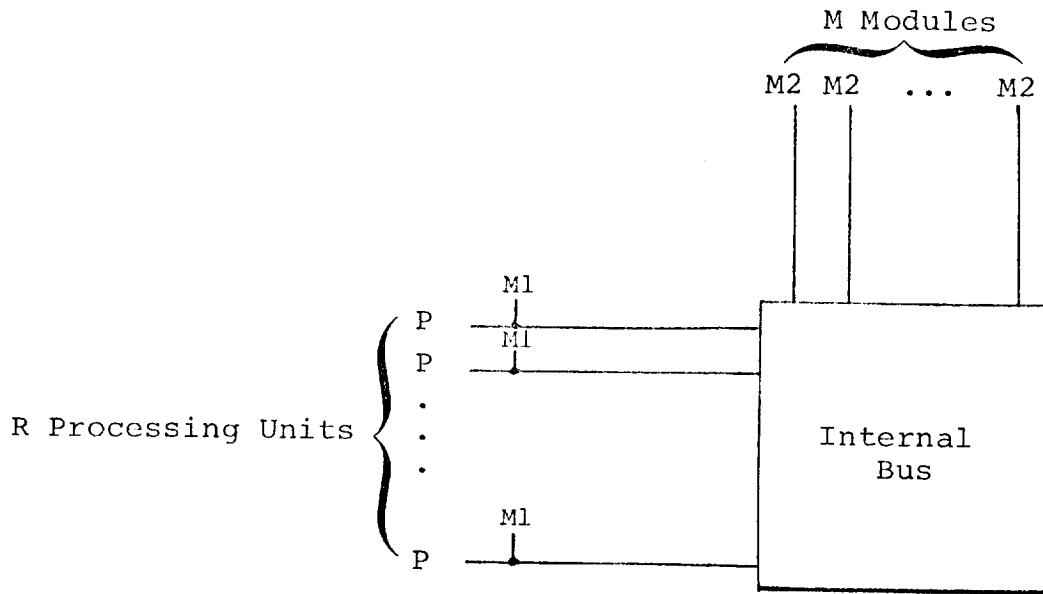 M Modules
M2 M2 ... M2
M1
P
M1
P
.
.
.
R Processing Units
Internal
Bus
M1
P